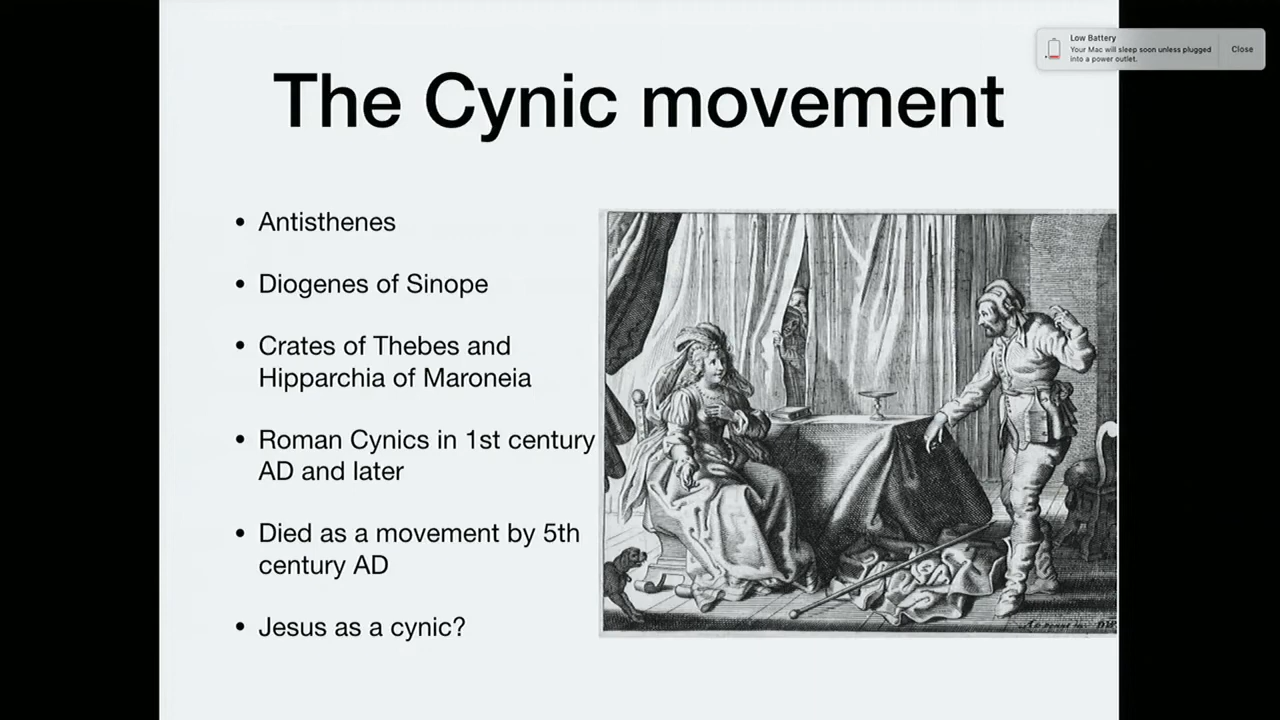 Low Battery
Your Mac will sleep soon unless plugged
into a power outlet.
Close
The Cynic movement
• Antisthenes
• Diogenes of Sinope
• Crates of Thebes and
Hipparchia of Maroneia
• Roman Cynics in 1st century
AD and later
• Died as a movement by 5th
century AD
• Jesus as a cynic?